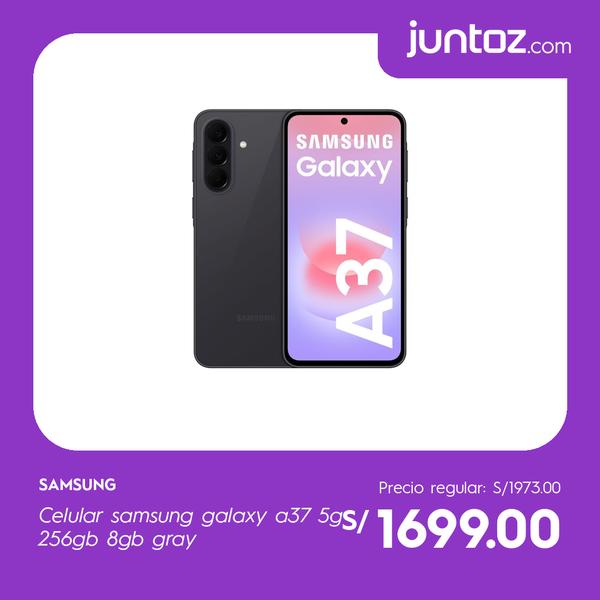 juntoz.com
SAMSUNG
Galaxy
A37
SAMSUNG
SAMSUNG
Celular samsung galaxy a37 5g
256gb 8gb gray
Precio regular: S/1973.00
S/ 1699.00